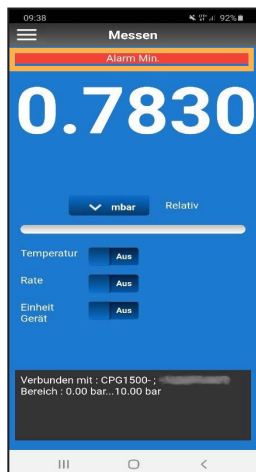 09:38 92%
Messen
Alarm Min.
0.7830
mbar Relativ
Temperatur Aus
Rate Aus
Einheit
Gerät Aus
Verbunden mit : CPG1500- ;
Bereich : 0.00 bar...10.00 bar